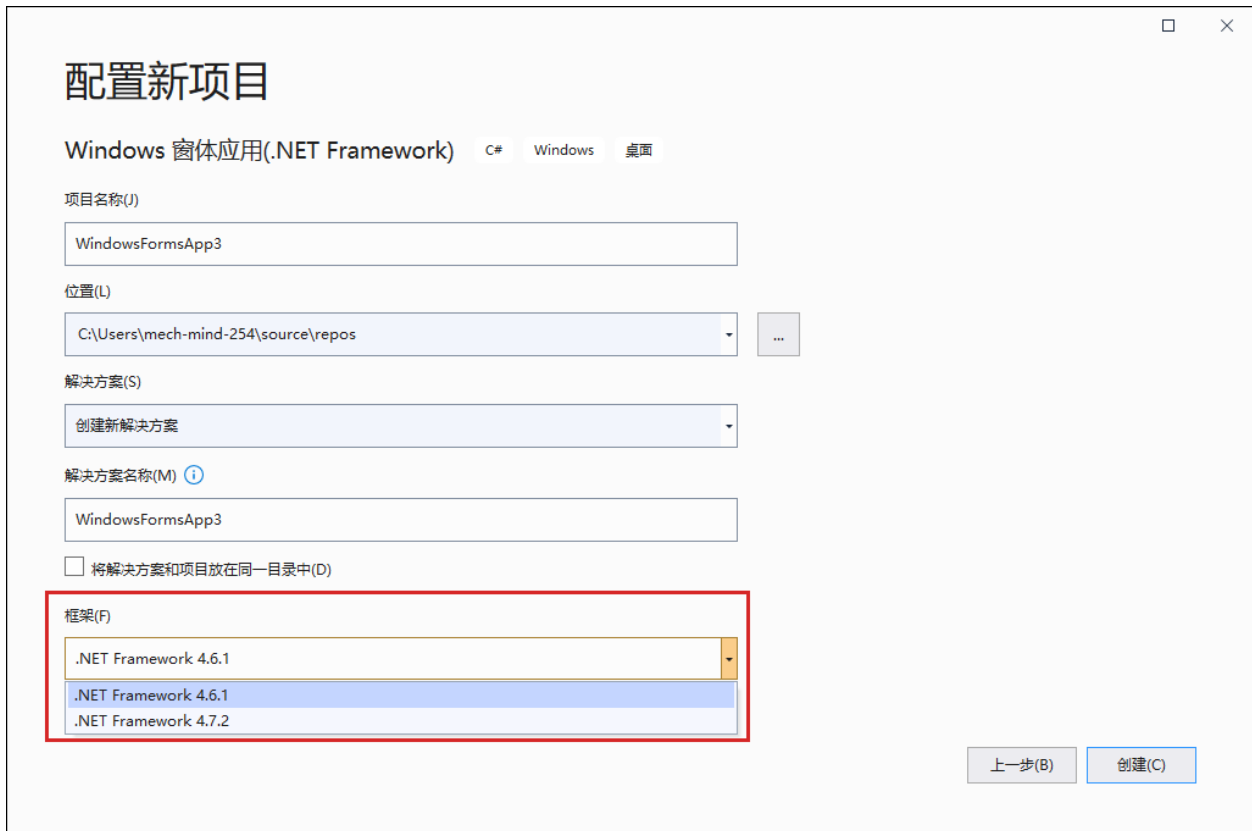 配置新项目
Windows 窗体应用(.NET Framework) C# Windows 桌面
项目名称(J)
WindowsFormsApp3
位置(L)
C:\Users\mech-mind-254\source\repos
...
解决方案(S)
创建新解决方案
解决方案名称(M)
WindowsFormsApp3
将解决方案和项目放在同一目录中(D)
框架(F)
.NET Framework 4.6.1
.NET Framework 4.6.1
.NET Framework 4.7.2
上一步(B) 创建(C)